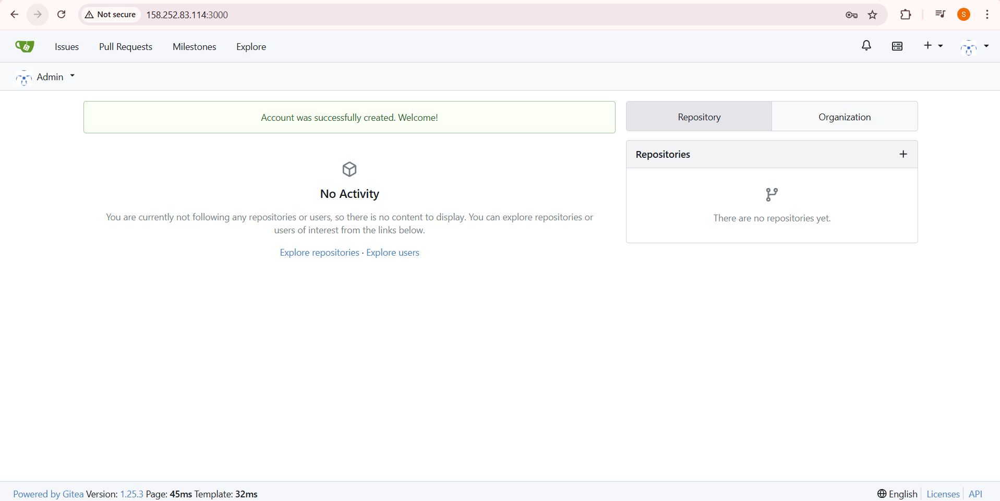 Not secure 158.252.83.114:3000 S
Issues Pull Requests Milestones Explore
Admin
Account was successfully created. Welcome!
Repository Organization
Repositories
No Activity
You are currently not following any repositories or users, so there is no content to display. You can explore repositories or
users of interest from the links below.
Explore repositories · Explore users
There are no repositories yet.
Powered by Gitea Version: 1.25.3 Page: 45ms Template: 32ms
English Licenses API